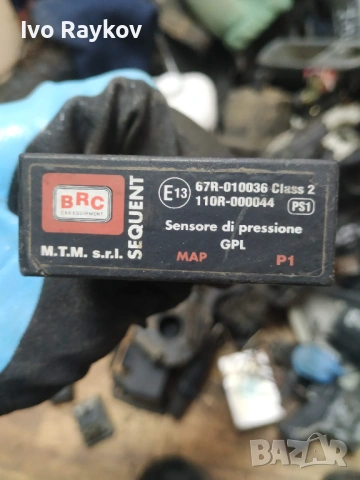 Ivo Raykov
BRC
GAS EQUIPMENT
M.T.M. s.r.l.
SEQUENT
E13
67R-010036 Class 2
110R-000044
PS1
Sensore di pressione
GPL
MAP
P1
BAZAR